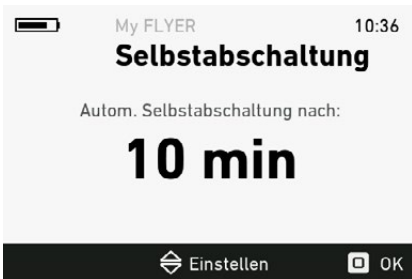 My FLYER 10:36
Selbstabschaltung
Autom. Selbstabschaltung nach:
10 min
Einstellen OK